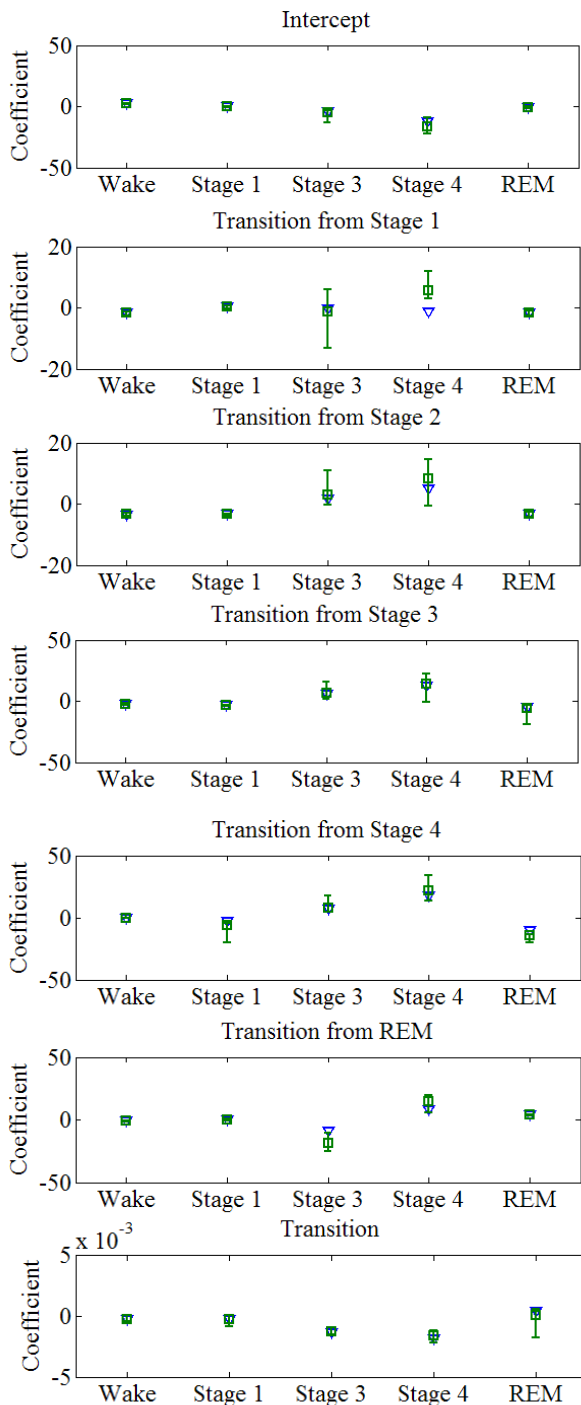 Intercept
50
0
-50
Coefficient
Wake Stage 1 Stage 3 Stage 4 REM
Transition from Stage 1
20
0
-20
Coefficient
Wake Stage 1 Stage 3 Stage 4 REM
Transition from Stage 2
20
0
-20
Coefficient
Wake Stage 1 Stage 3 Stage 4 REM
Transition from Stage 3
50
0
-50
Coefficient
Wake Stage 1 Stage 3 Stage 4 REM
Transition from Stage 4
50
0
-50
Coefficient
Wake Stage 1 Stage 3 Stage 4 REM
Transition from REM
50
0
-50
Coefficient
Wake Stage 1 Stage 3 Stage 4 REM
x 10-3 Transition
5
0
-5
Coefficient
Wake Stage 1 Stage 3 Stage 4 REM